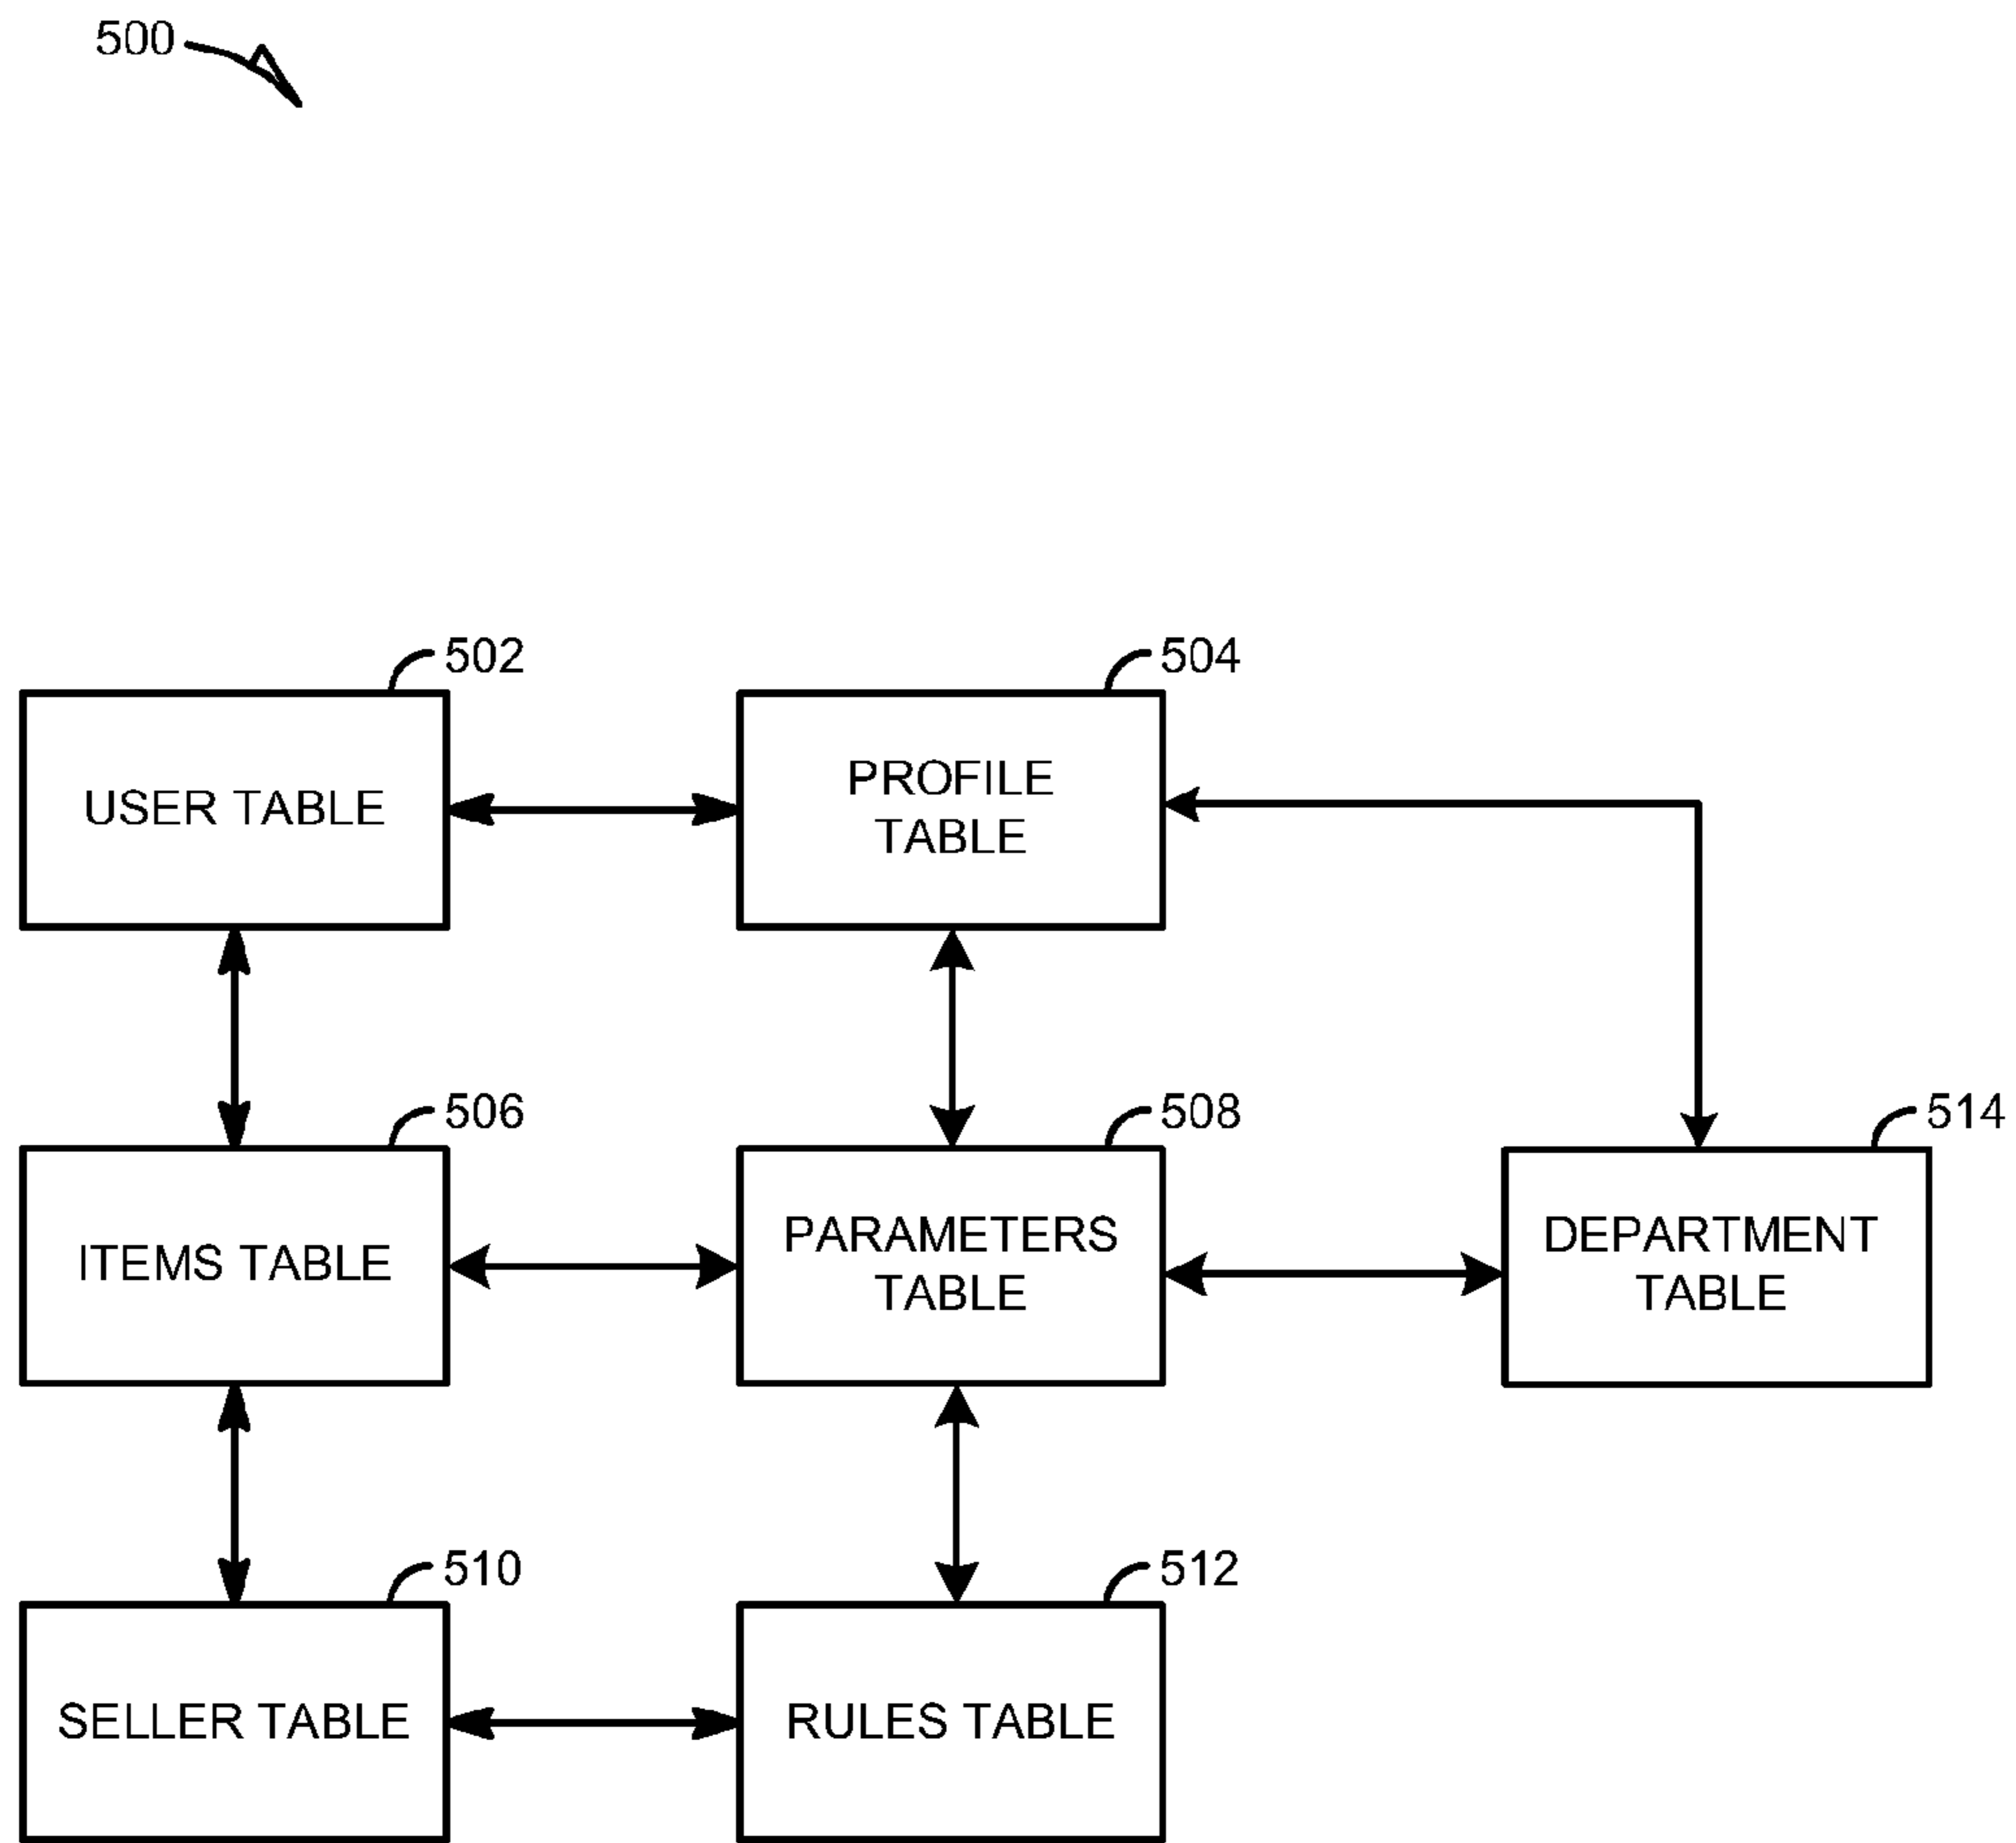 500
502
504
USER TABLE
PROFILE
TABLE
506
508
514
ITEMS TABLE
PARAMETERS
TABLE
DEPARTMENT
TABLE
510
512
SELLER TABLE
RULES TABLE